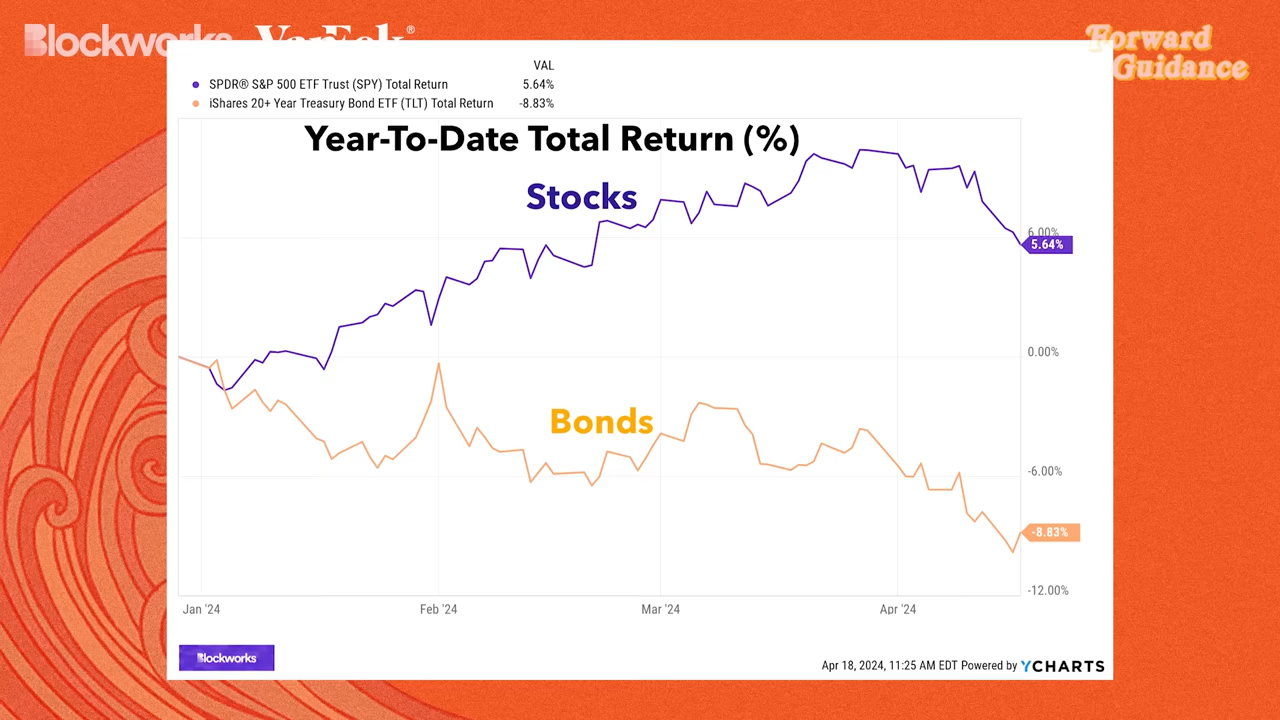 Blockworks
VanEck®
Forward
Guidance
VAL
SPDR® S&P 500 ETF Trust (SPY) Total Return 5.64%
iShares 20+ Year Treasury Bond ETF (TLT) Total Return -8.83%
Year-To-Date Total Return (%)
Stocks
6.00%
5.64%
0.00%
Bonds
-6.00%
-8.83%
-12.00%
Jan '24 Feb '24 Mar '24 Apr '24
Blockworks
Apr 18, 2024, 11:25 AM EDT Powered by YCHARTS